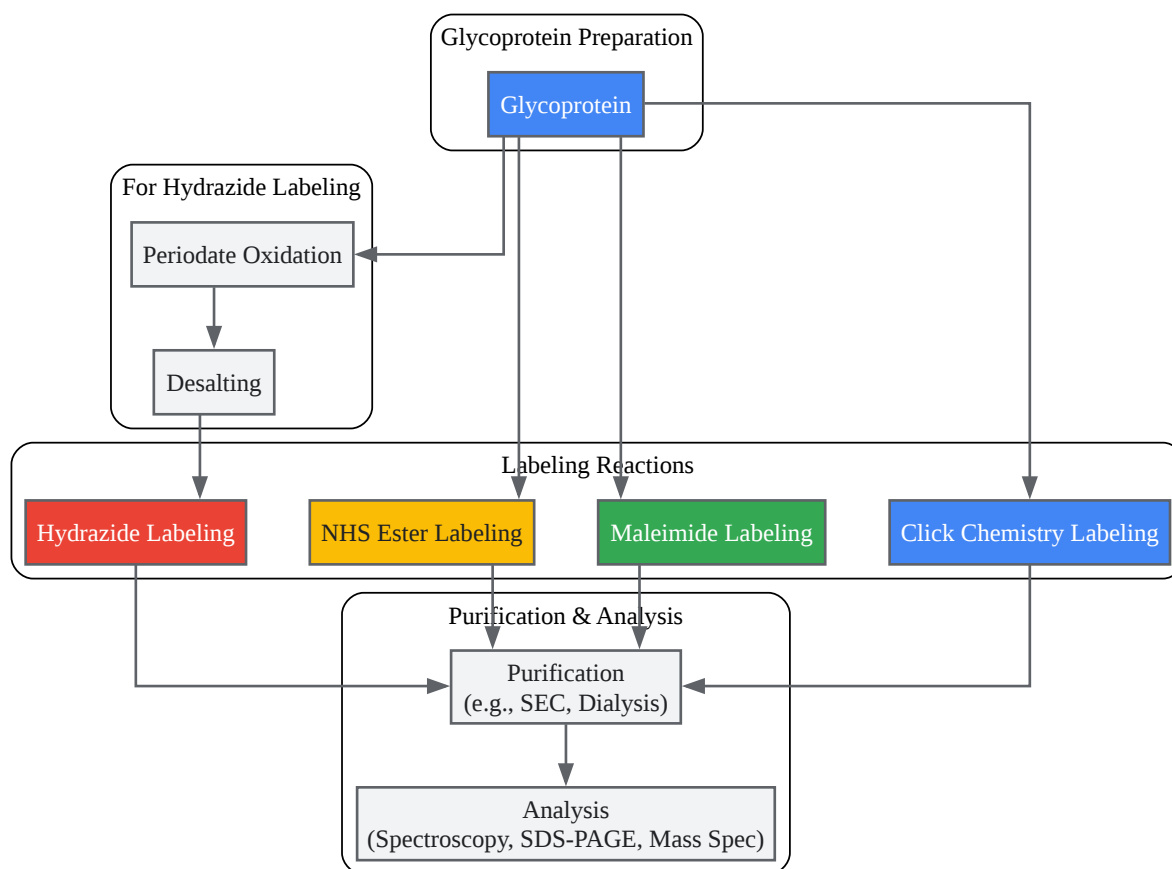 Glycoprotein Preparation
Glycoprotein
For Hydrazide Labeling
Periodate Oxidation
Desalting
Labeling Reactions
Hydrazide Labeling
NHS Ester Labeling
Maleimide Labeling
Click Chemistry Labeling
Purification & Analysis
Purification
(e.g., SEC, Dialysis)
Analysis
(Spectroscopy, SDS-PAGE, Mass Spec)